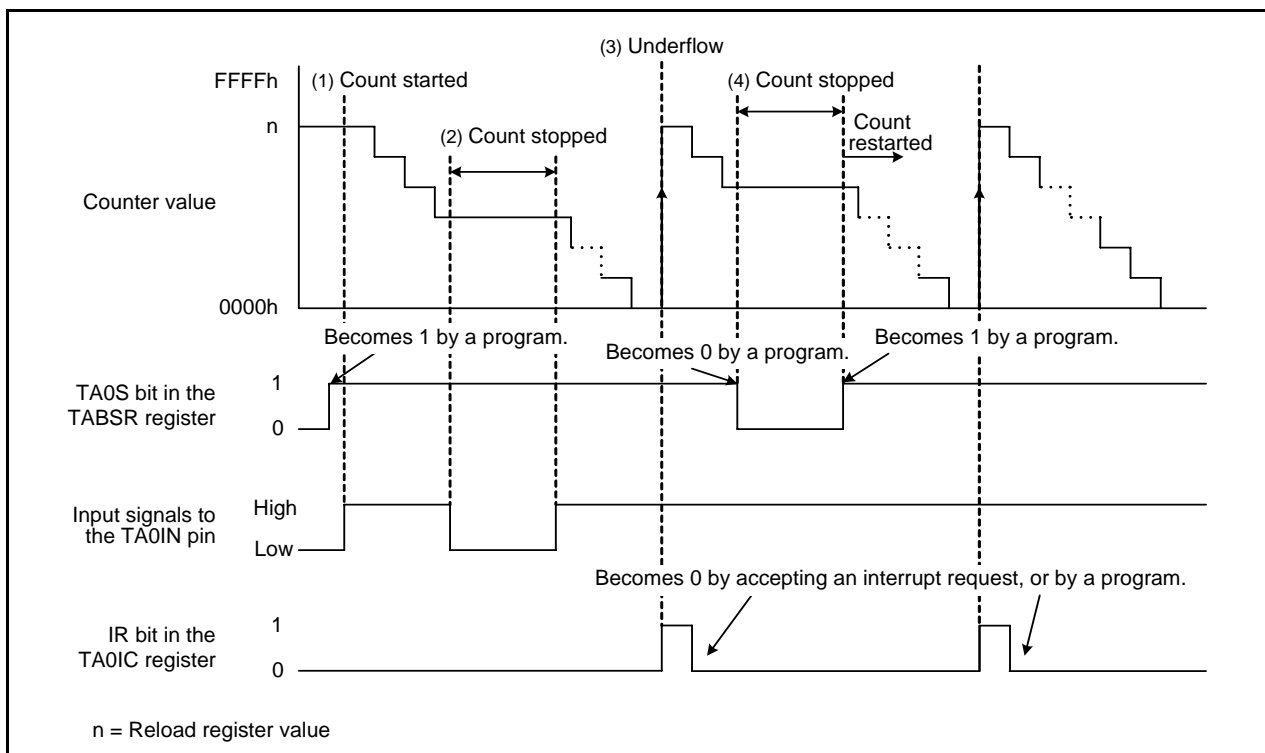 (3) Underflow
FFFFh
(1) Count started
(4) Count stopped
n
(2) Count stopped
Count
restarted
Counter value
0000h
Becomes 1 by a program.
Becomes 0 by a program.
Becomes 1 by a program.
TA0S bit in the
TABSR register
1
0
Input signals to
the TA0IN pin
High
Low
Becomes 0 by accepting an interrupt request, or by a program.
IR bit in the
TA0IC register
1
0
n = Reload register value